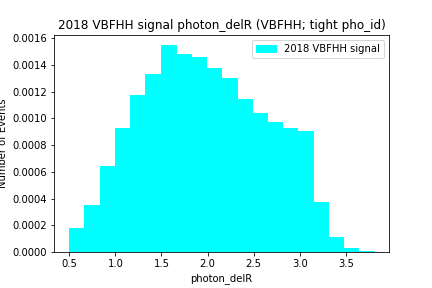 2018 VBFHH signal photon_delR (VBFHH; tight pho_id)
2018 VBFHH signal
Number of Events
0.0016
0.0014
0.0012
0.0010
0.0008
0.0006
0.0004
0.0002
0.0000
0.5 1.0 1.5 2.0 2.5 3.0 3.5
photon_delR